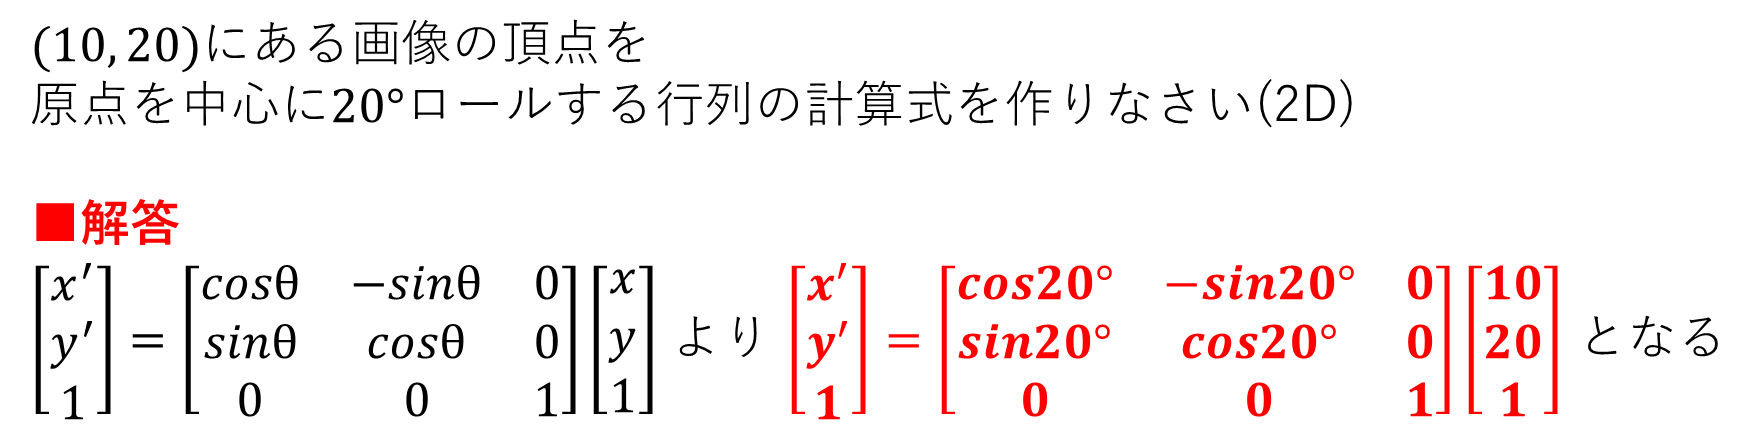 (10,20)にある画像の頂点を
原点を中心に20°ロールする行列の計算式を作りなさい(2D)
■解答
[x′ y′ 1] = [cosθ −sinθ 0 sinθ cosθ 0 0 0 1] [x y 1] より [x′ y′ 1] = [cos20° −sin20° 0 sin20° cos20° 0 0 0 1] [10 20 1] となる